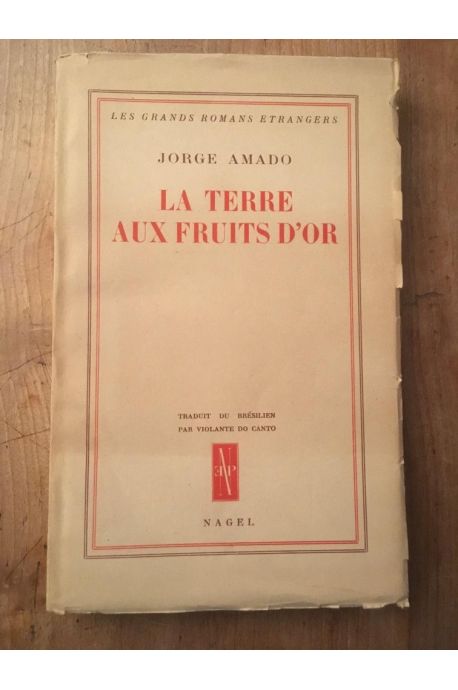 LES GRANDS ROMANS ETRANGERS
JORGE AMADO
LA TERRE
AUX FRUITS D'OR
TRADUIT DU BRÉSILIEN
PAR VIOLANTE DO CANTO
NAGEL